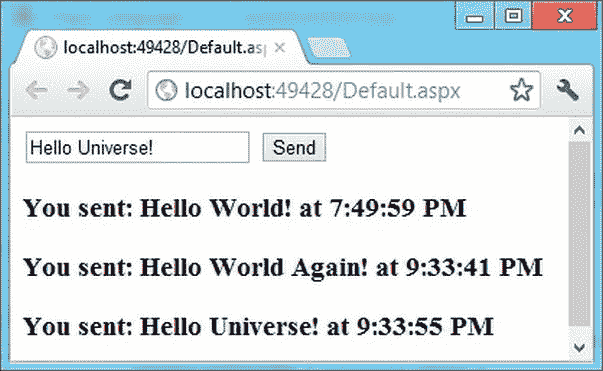 localhost:49428/Default.asp
localhost:49428/Default.aspx
Hello Universe! Send
You sent: Hello World! at 7:49:59 PM
You sent: Hello World Again! at 9:33:41 PM
You sent: Hello Universe! at 9:33:55 PM